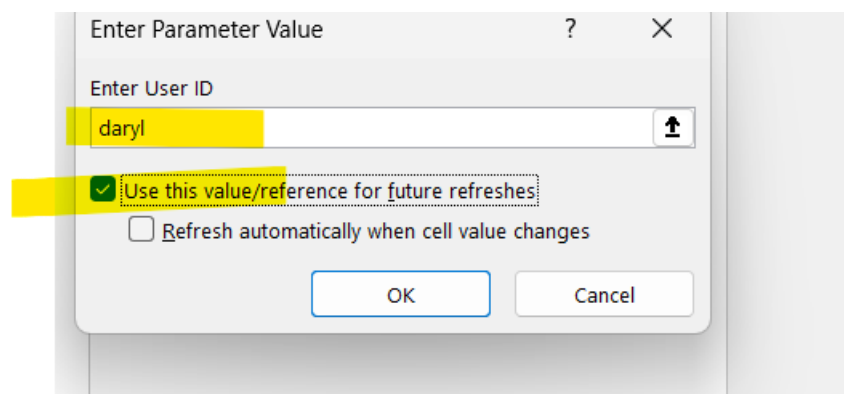 Enter Parameter Value ?
Enter User ID
daryl
Use this value/reference for future refreshes
Refresh automatically when cell value changes
OK Cancel